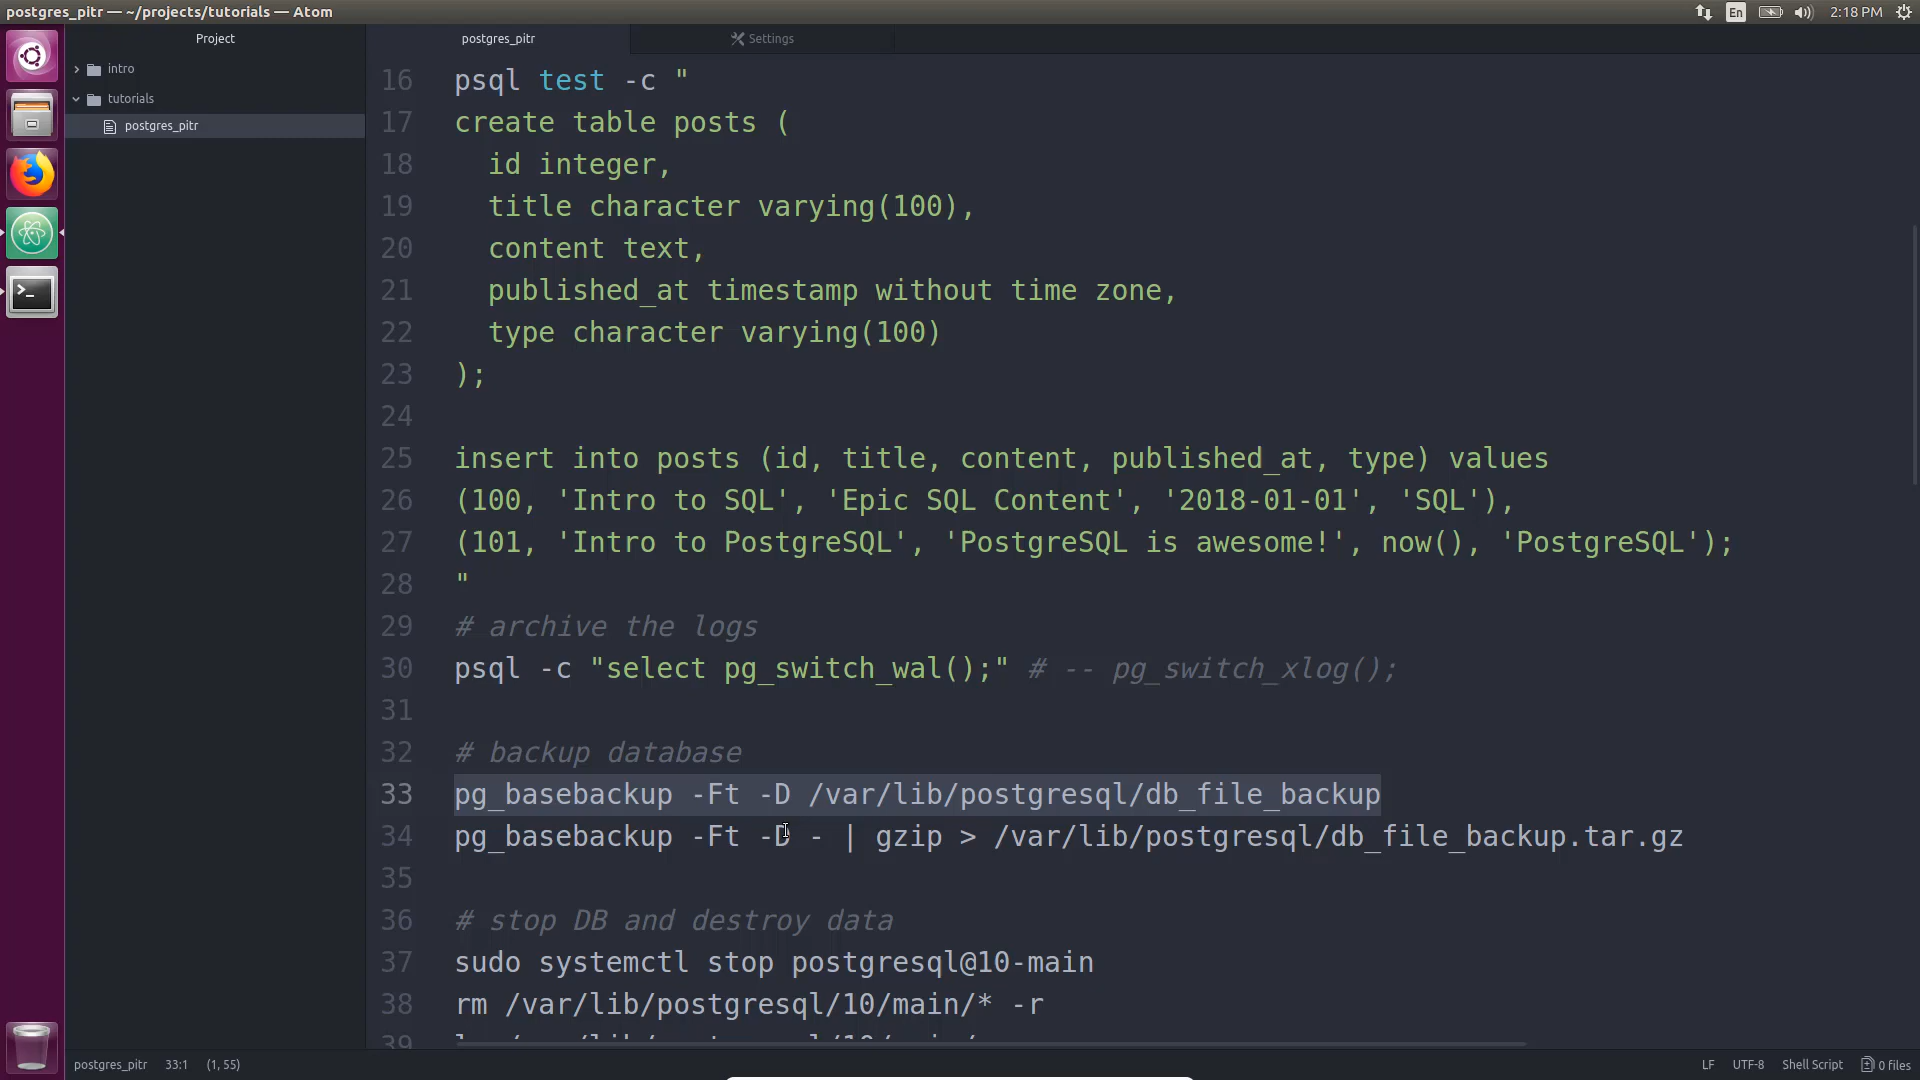 postgres_pitr — ~/projects/tutorials — Atom
En
2:18 PM
Project
intro
tutorials
postgres_pitr
postgres_pitr
Settings
16 psql test -c "
17 create table posts (
18 id integer,
19 title character varying(100),
20 content text,
21 published_at timestamp without time zone,
22 type character varying(100)
23 );
24
25 insert into posts (id, title, content, published_at, type) values
26 (100, 'Intro to SQL', 'Epic SQL Content', '2018-01-01', 'SQL'),
27 (101, 'Intro to PostgreSQL', 'PostgreSQL is awesome!', now(), 'PostgreSQL');
28 "
29 # archive the logs
30 psql -c "select pg_switch_wal();" # -- pg_switch_xlog();
31
32 # backup database
33 pg_basebackup -Ft -D /var/lib/postgresql/db_file_backup
34 pg_basebackup -Ft -D - | gzip > /var/lib/postgresql/db_file_backup.tar.gz
35
36 # stop DB and destroy data
37 sudo systemctl stop postgresql@10-main
38 rm /var/lib/postgresql/10/main/* -r
39
postgres_pitr 33:1 (1, 55)
LF UTF-8 Shell Script 0 files